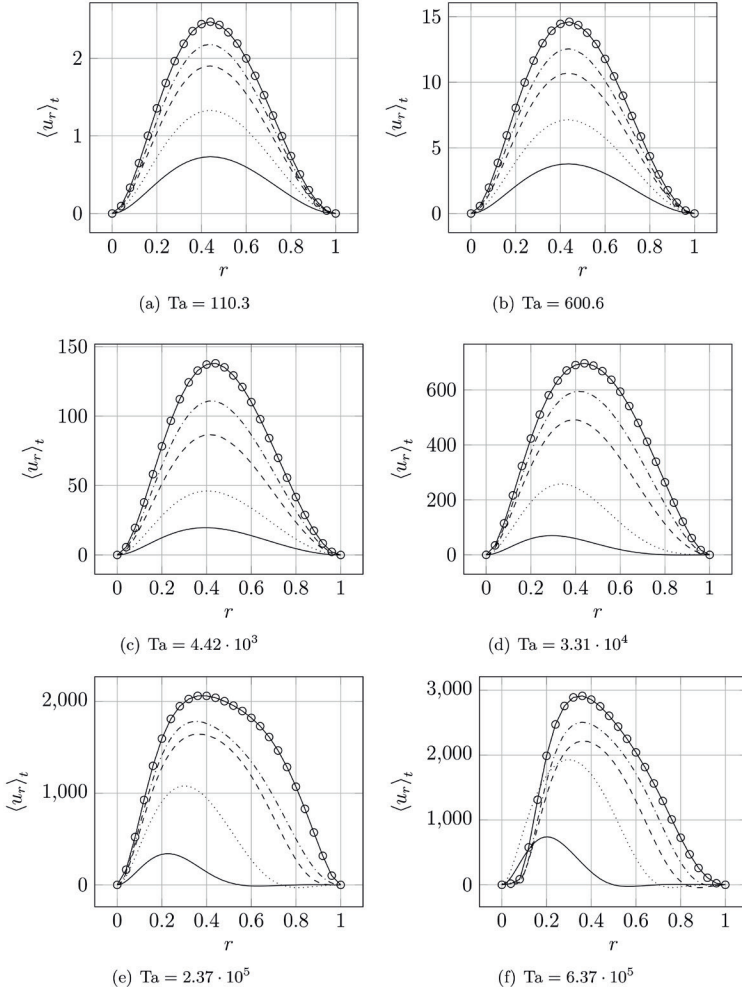 2
1
0
⟨u_r⟩_t
0 0.2 0.4 0.6 0.8 1
r
(a) Ta = 110.3
15
10
5
0
⟨u_r⟩_t
0 0.2 0.4 0.6 0.8 1
r
(b) Ta = 600.6
150
100
50
0
⟨u_r⟩_t
0 0.2 0.4 0.6 0.8 1
r
(c) Ta = 4.42 · 10³
600
400
200
0
⟨u_r⟩_t
0 0.2 0.4 0.6 0.8 1
r
(d) Ta = 3.31 · 10⁴
2,000
1,000
0
⟨u_r⟩_t
0 0.2 0.4 0.6 0.8 1
r
(e) Ta = 2.37 · 10⁵
3,000
2,000
1,000
0
⟨u_r⟩_t
0 0.2 0.4 0.6 0.8 1
r
(f) Ta = 6.37 · 10⁵